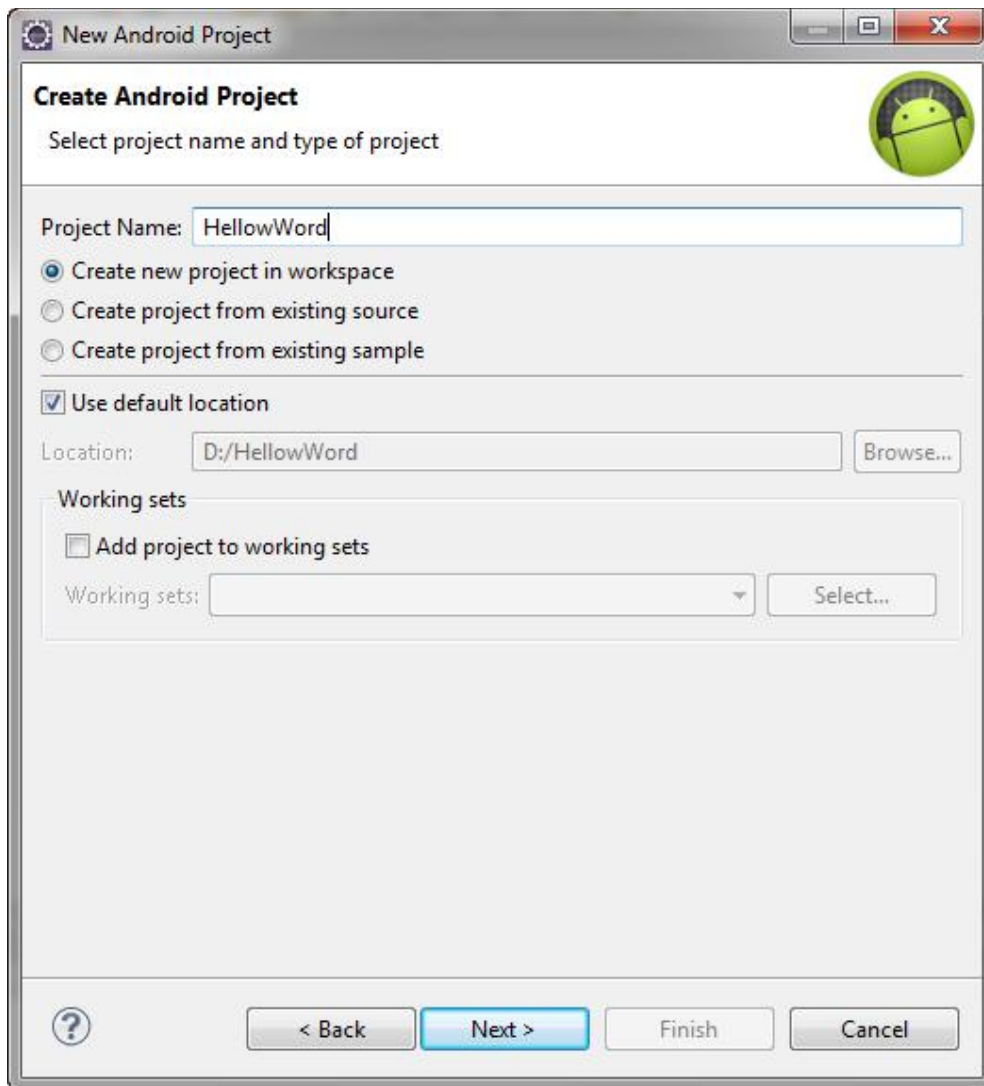 New Android Project
Create Android Project
Select project name and type of project
Project Name: HellowWord
Create new project in workspace
Create project from existing source
Create project from existing sample
Use default location
Location: D:/HellowWord Browse...
Working sets
Add project to working sets
Working sets: Select...
? < Back Next > Finish Cancel